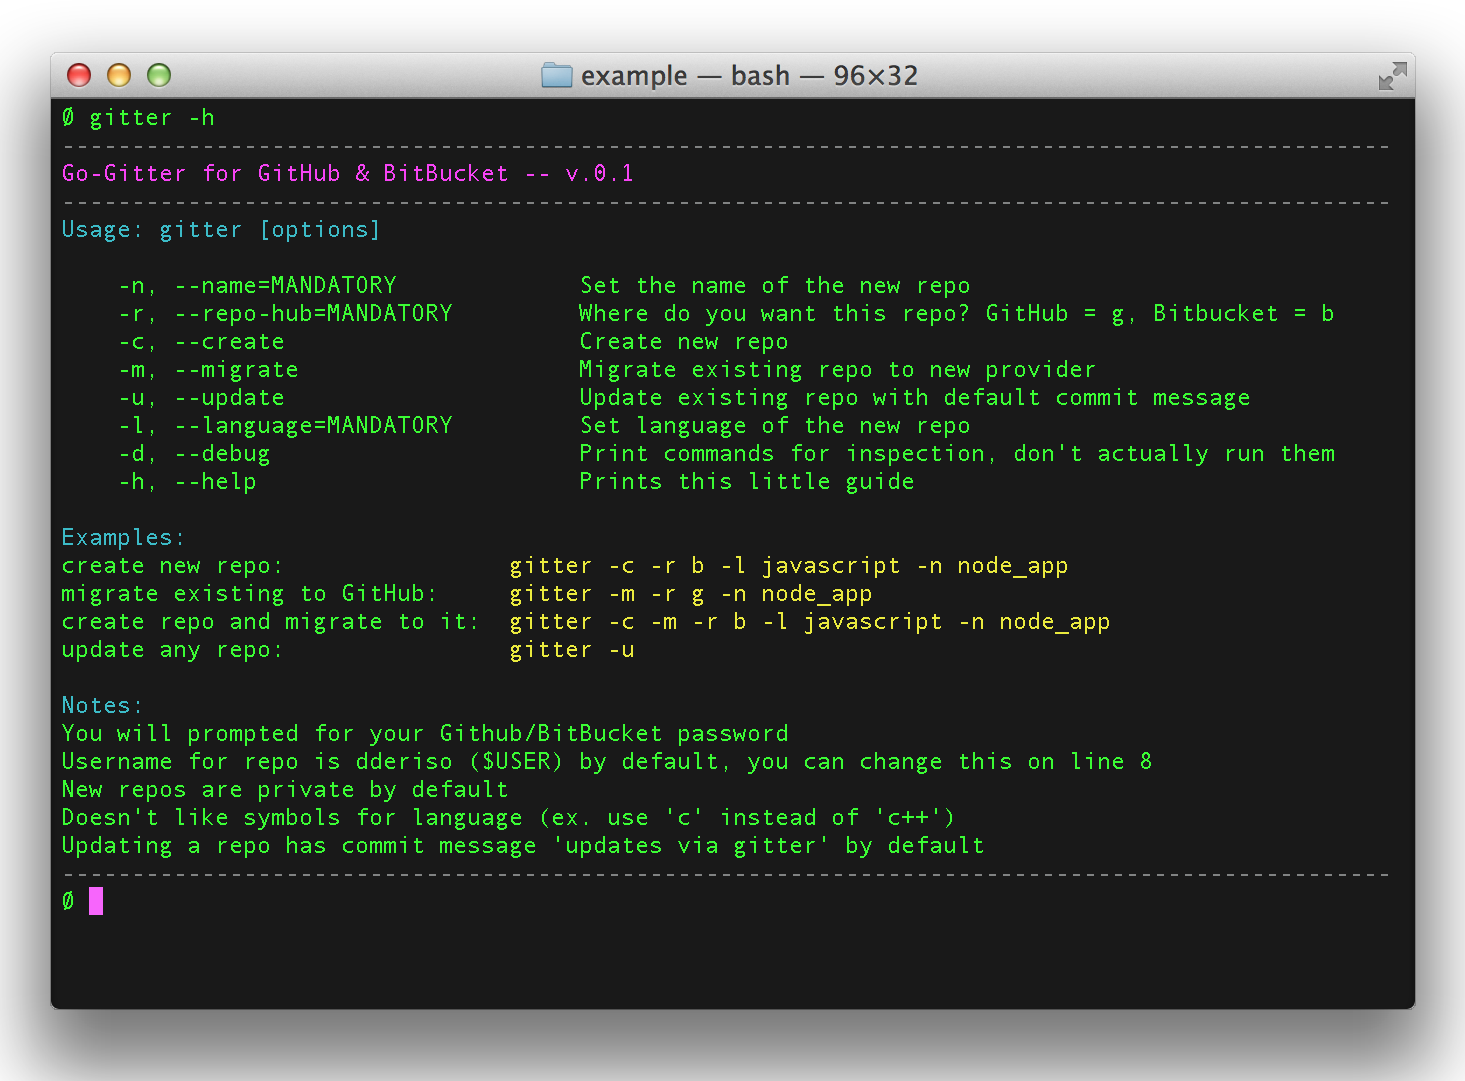 example — bash — 96×32
Ø gitter -h
-----------------------------------------------------------------------------------------------
Go-Gitter for GitHub & BitBucket -- v.0.1
-----------------------------------------------------------------------------------------------
Usage: gitter [options]
-n, --name=MANDATORY             Set the name of the new repo
-r, --repo-hub=MANDATORY         Where do you want this repo? GitHub = g, Bitbucket = b
-c, --create                     Create new repo
-m, --migrate                    Migrate existing repo to new provider
-u, --update                     Update existing repo with default commit message
-l, --language=MANDATORY         Set language of the new repo
-d, --debug                      Print commands for inspection, don't actually run them
-h, --help                       Prints this little guide
Examples:
create new repo:                gitter -c -r b -l javascript -n node_app
migrate existing to GitHub:     gitter -m -r g -n node_app
create repo and migrate to it:  gitter -c -m -r b -l javascript -n node_app
update any repo:                gitter -u
Notes:
You will prompted for your Github/BitBucket password
Username for repo is dderiso ($USER) by default, you can change this on line 8
New repos are private by default
Doesn't like symbols for language (ex. use 'c' instead of 'c++')
Updating a repo has commit message 'updates via gitter' by default
-----------------------------------------------------------------------------------------------
Ø